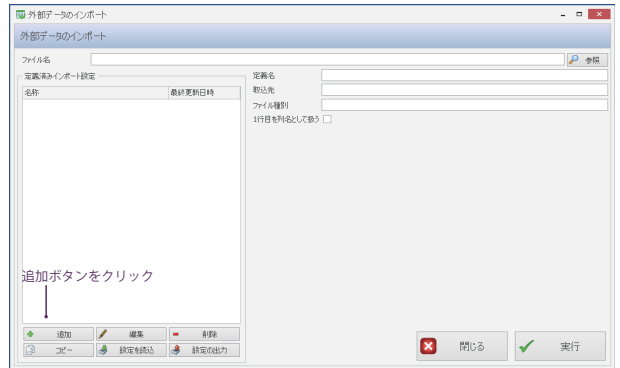 外部データのインポート
外部データのインポート
ファイル名 参照
定義済みインポート設定
名称 最終更新日時
定義名
取込先
ファイル種別
1行目を列名として扱う
追加ボタンをクリック
追加 編集 削除
コピー 設定を読込 設定の出力
閉じる 実行